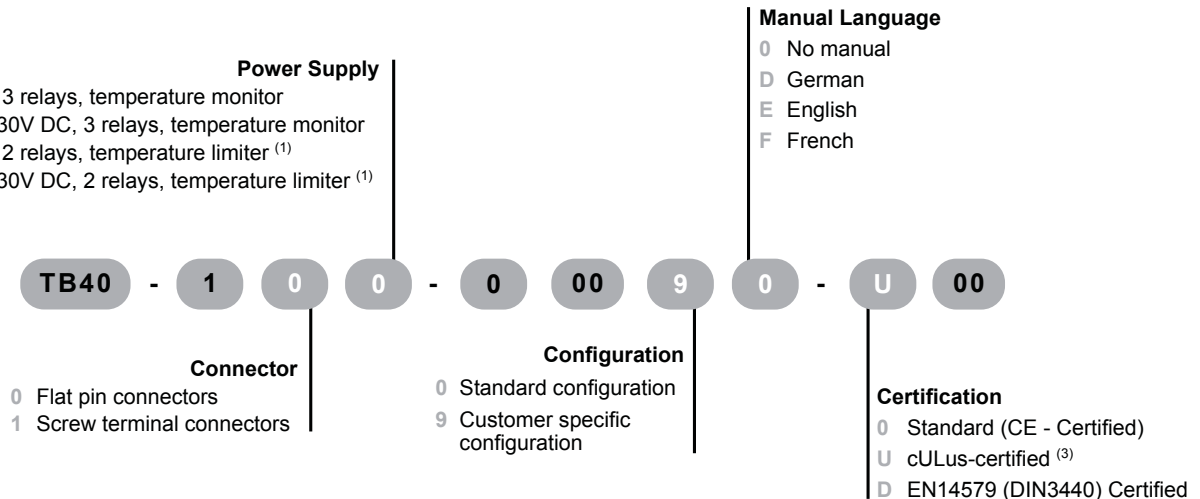 Manual Language
0 No manual
D German
E English
F French
Power Supply
3 relays, temperature monitor
30V DC, 3 relays, temperature monitor
2 relays, temperature limiter (1)
30V DC, 2 relays, temperature limiter (1)
TB40 - 1 0 0 - 0 00 9 0 - U 00
Connector
0 Flat pin connectors
1 Screw terminal connectors
Configuration
0 Standard configuration
9 Customer specific
configuration
Certification
0 Standard (CE - Certified)
U cULus-certified (3)
D EN14579 (DIN3440) Certified